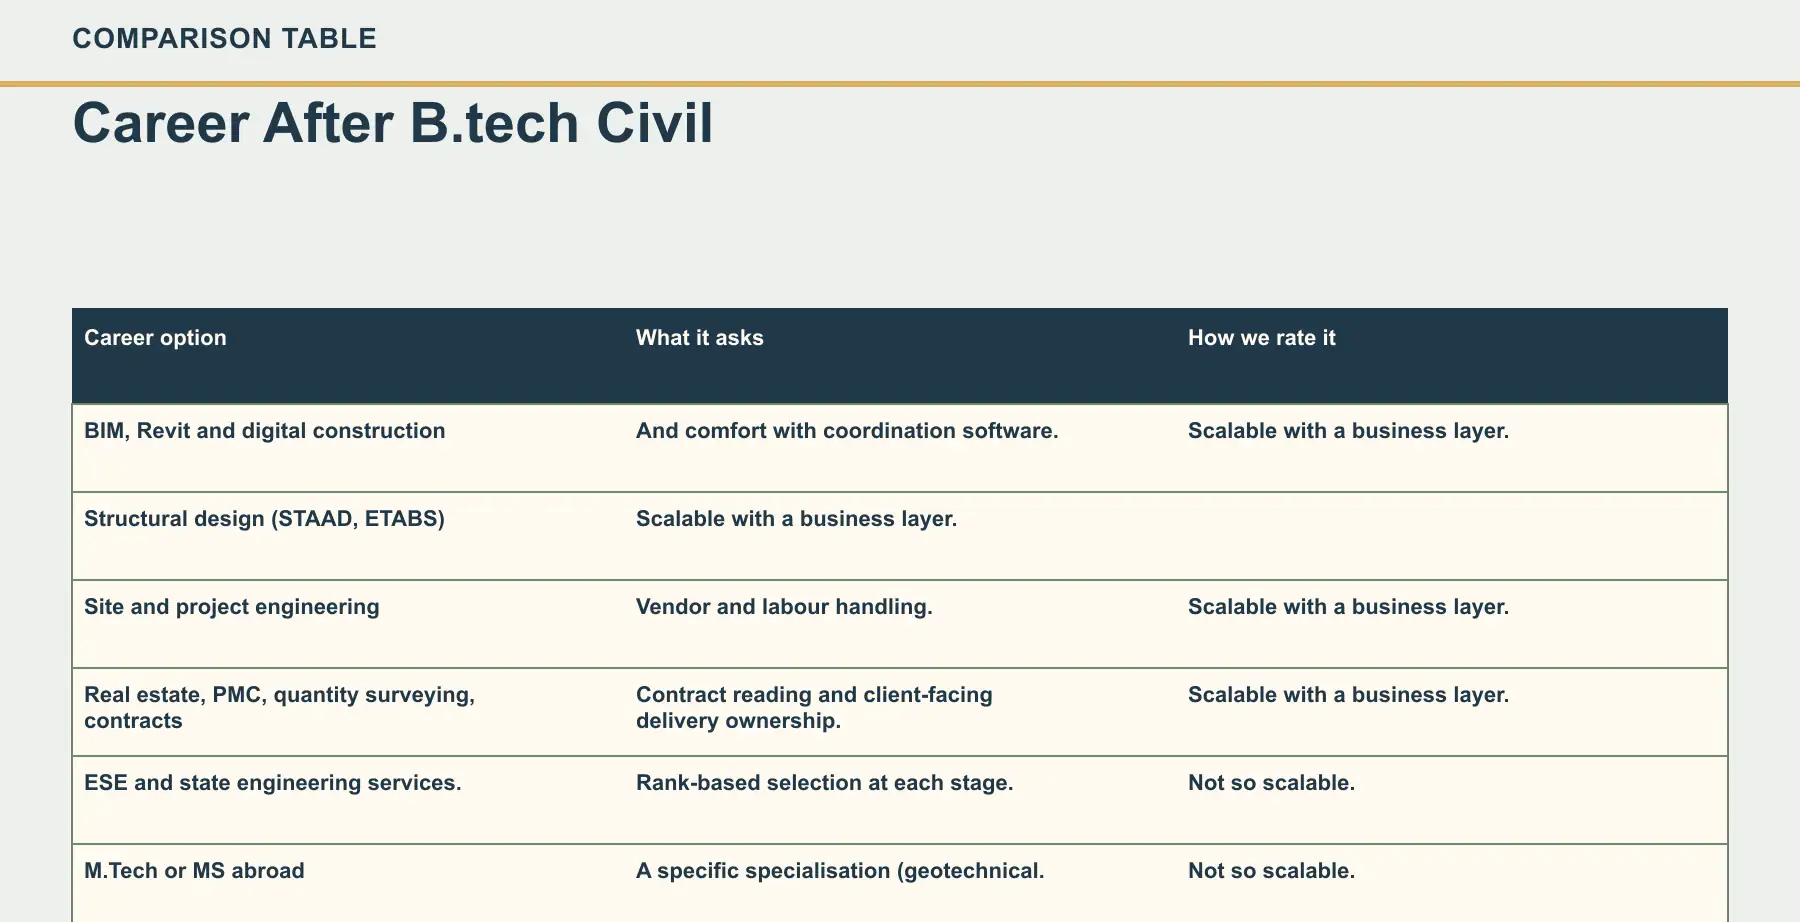 COMPARISON TABLE
Career After B.tech Civil
Career option What it asks How we rate it
BIM, Revit and digital construction And comfort with coordination software. Scalable with a business layer.
Structural design (STAAD, ETABS) Scalable with a business layer.
Site and project engineering Vendor and labour handling. Scalable with a business layer.
Real estate, PMC, quantity surveying, Contract reading and client-facing Scalable with a business layer.
contracts delivery ownership.
ESE and state engineering services. Rank-based selection at each stage. Not so scalable.
M.Tech or MS abroad A specific specialisation (geotechnical. Not so scalable.